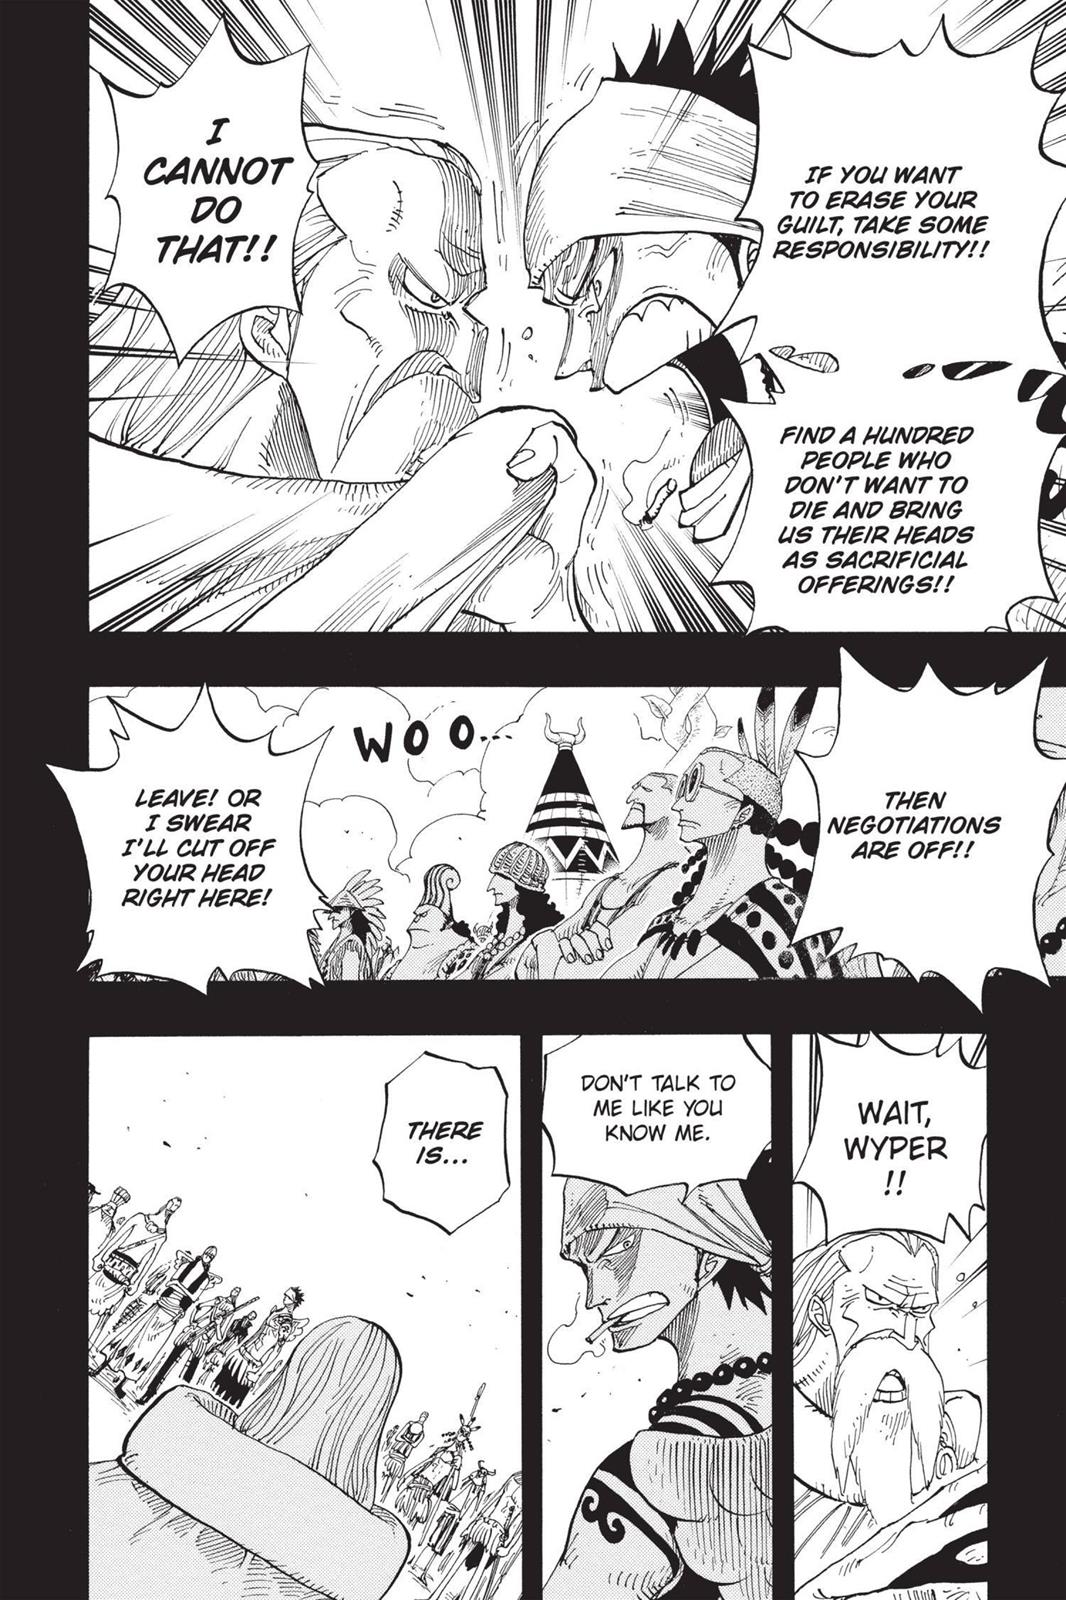 IF YOU WANT
TO ERASE YOUR
GUILT, TAKE SOME
RESPONSIBILITY!!
FIND A HUNDRED
PEOPLE WHO
DON'T WANT TO
DIE AND BRING
US THEIR HEADS
AS SACRIFICIAL
OFFERINGS!!
I
CANNOT
DO
THAT!!
THEN
NEGOTIATIONS
ARE OFF!!
WOO...
LEAVE! OR
I SWEAR
I'LL CUT OFF
YOUR HEAD
RIGHT HERE!
WAIT,
WYPER
!!
DON'T TALK TO
ME LIKE YOU
KNOW ME.
THERE
IS...